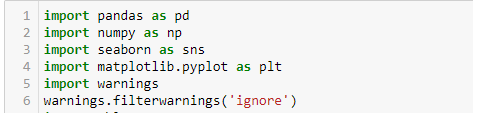 1 import pandas as pd
2 import numpy as np
3 import seaborn as sns
4 import matplotlib.pyplot as plt
5 import warnings
6 warnings.filterwarnings('ignore')